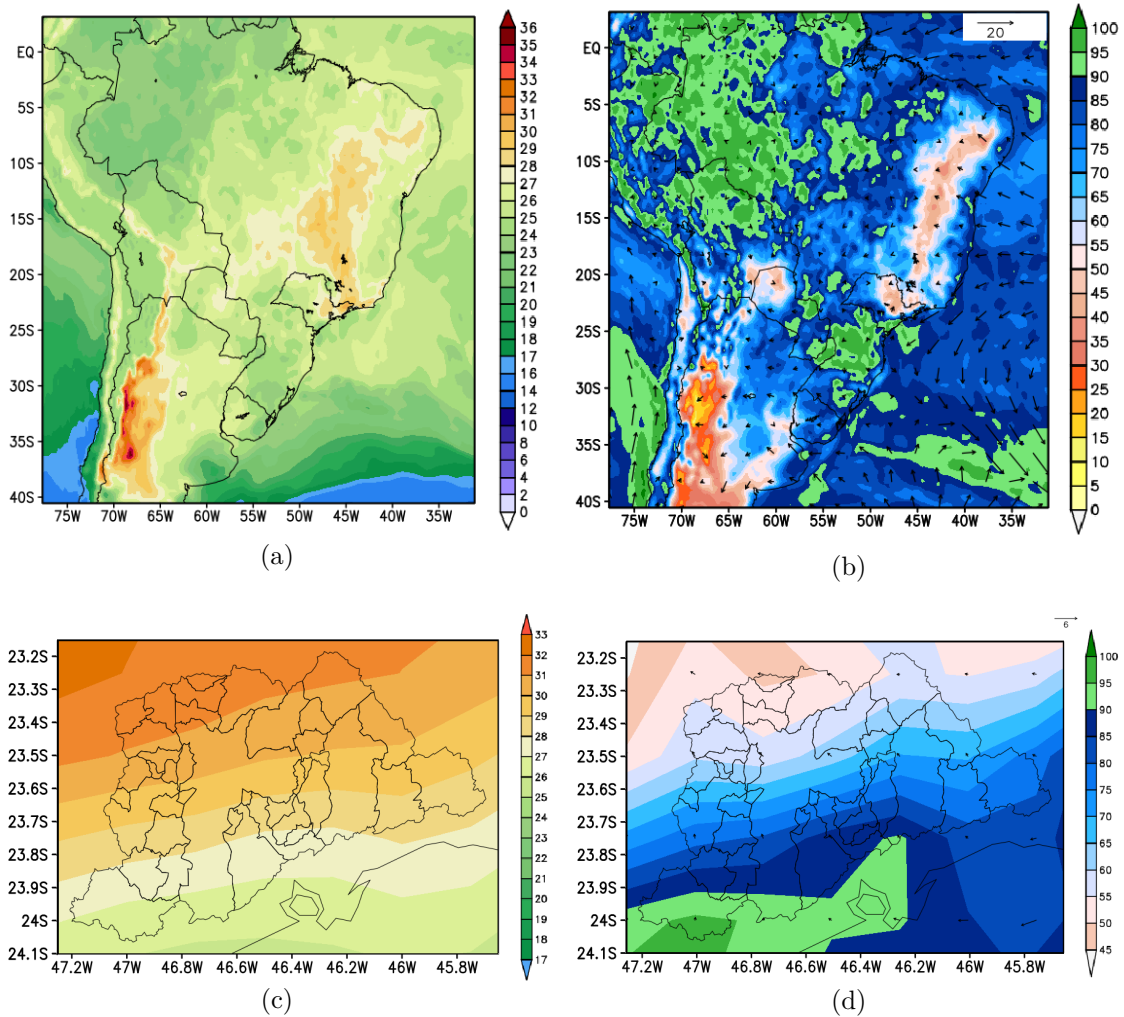 EQ
5S
10S
15S
20S
25S
30S
35S
40S
75W 70W 65W 60W 55W 50W 45W 40W 35W
36
35
34
33
32
31
30
29
28
27
26
25
24
23
22
21
20
19
18
17
16
14
12
10
8
6
4
2
0
(a)
20
EQ
5S
10S
15S
20S
25S
30S
35S
40S
75W 70W 65W 60W 55W 50W 45W 40W 35W
100
95
90
85
80
75
70
65
60
55
50
45
40
35
30
25
20
15
10
5
0
(b)
23.2S
23.3S
23.4S
23.5S
23.6S
23.7S
23.8S
23.9S
24S
24.1S
47.2W 47W 46.8W 46.6W 46.4W 46.2W 46W 45.8W
33
32
31
30
29
28
27
26
25
24
23
22
21
20
19
18
17
(c)
6
23.2S
23.3S
23.4S
23.5S
23.6S
23.7S
23.8S
23.9S
24S
24.1S
47.2W 47W 46.8W 46.6W 46.4W 46.2W 46W 45.8W
100
95
90
85
80
75
70
65
60
55
50
45
(d)